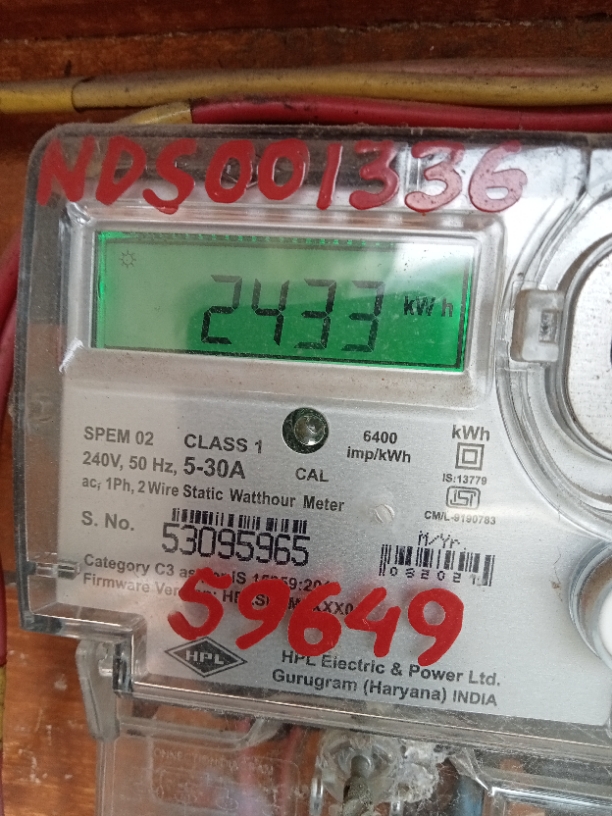 NDS001336
2433 kWh
SPEM 02 CLASS 1
240V, 50 Hz, 5-30A
ac, 1Ph, 2 Wire Static Watthour Meter
CAL
6400
imp/kWh
kWh
IS:13779
CM/L-9190783
S. No.
53095965
M/Yr.
082021
Category C3
Firmware
59649
HPL
HPL Electric & Power Ltd.
Gurugram (Haryana) INDIA